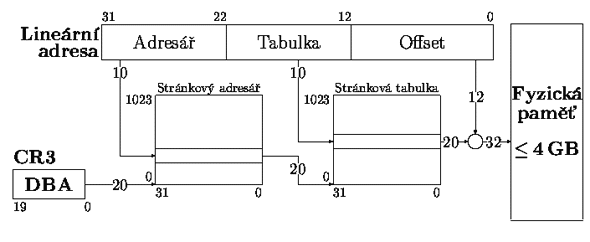 31 22 12 0
Lineární
adresa
Adresář Tabulka Offset
10 10 12
Stránkový adresář Stránková tabulka
1023 1023
Fyzická
paměť
≤ 4 GB
20 32
CR3
DBA 20 20
0 0
19 0 31 0 31 0